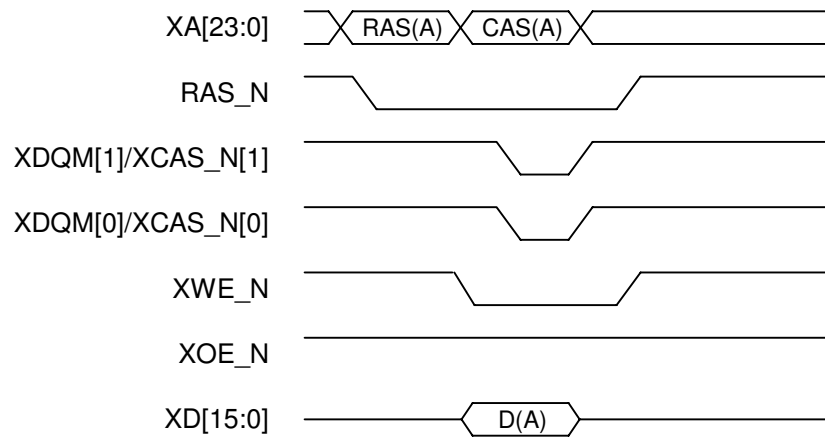 XA[23:0] RAS(A) CAS(A)
RAS_N
XDQM[1]/XCAS_N[1]
XDQM[0]/XCAS_N[0]
XWE_N
XOE_N
XD[15:0] D(A)